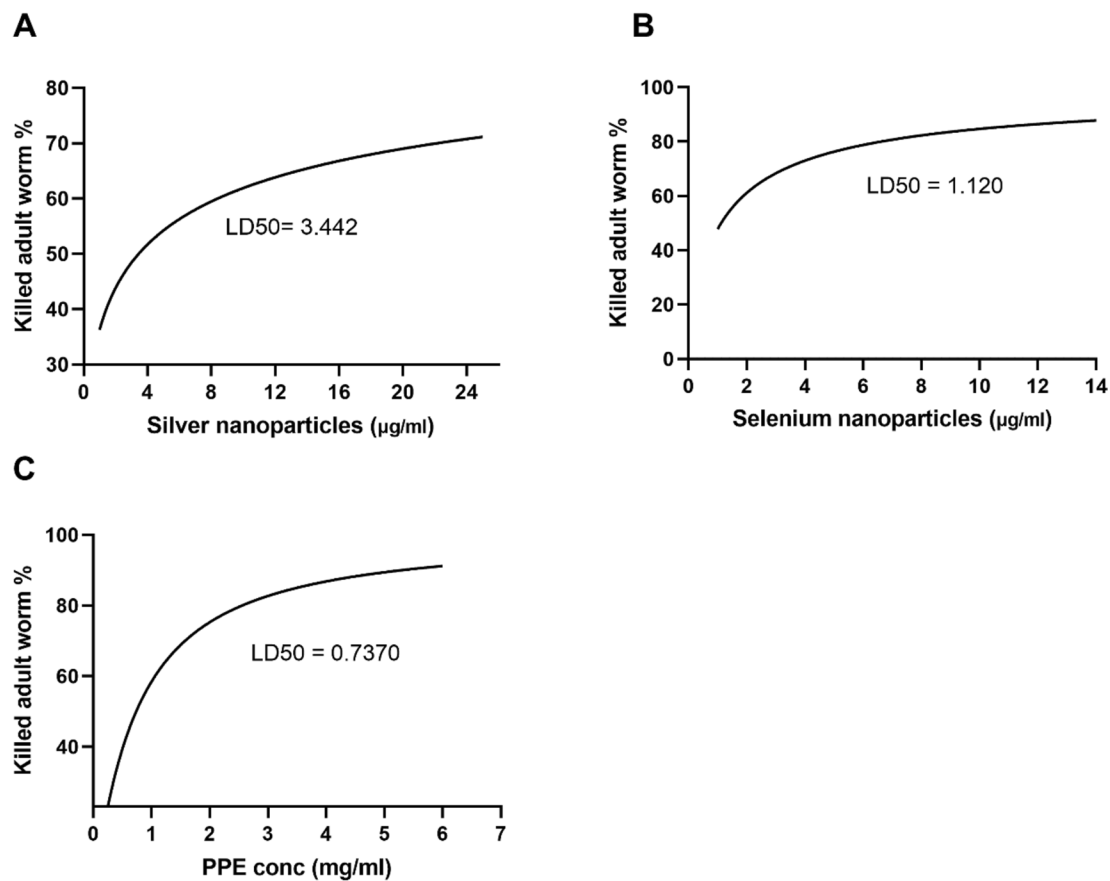 A
Killed adult worm %
80
70
60
50
40
30
LD50= 3.442
0 4 8 12 16 20 24
Silver nanoparticles (µg/ml)
B
Killed adult worm %
100
80
60
40
20
0
LD50 = 1.120
0 2 4 6 8 10 12 14
Selenium nanoparticles (µg/ml)
C
Killed adult worm %
100
80
60
40
LD50 = 0.7370
0 1 2 3 4 5 6 7
PPE conc (mg/ml)